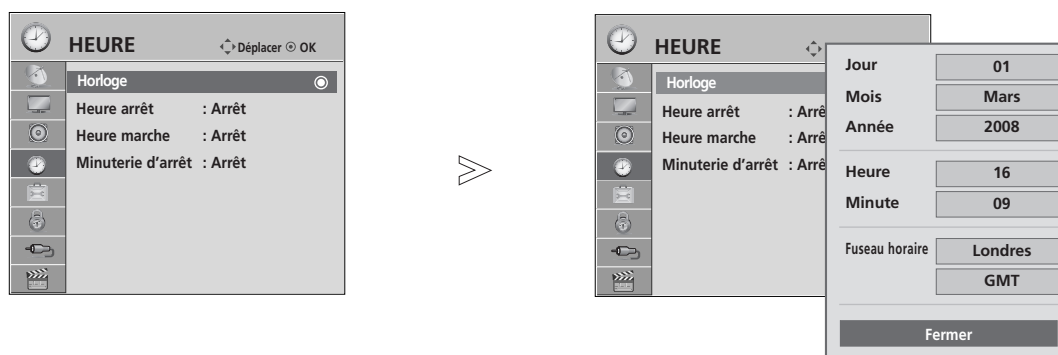 HEURE Déplacer OK
Horloge
Heure arrêt : Arrêt
Heure marche : Arrêt
Minuterie d'arrêt : Arrêt
HEURE
Horloge
Heure arrêt : Arrê
Heure marche : Arrê
Minuterie d'arrêt : Arrê
Jour 01
Mois Mars
Année 2008
Heure 16
Minute 09
Fuseau horaire Londres
GMT
Fermer